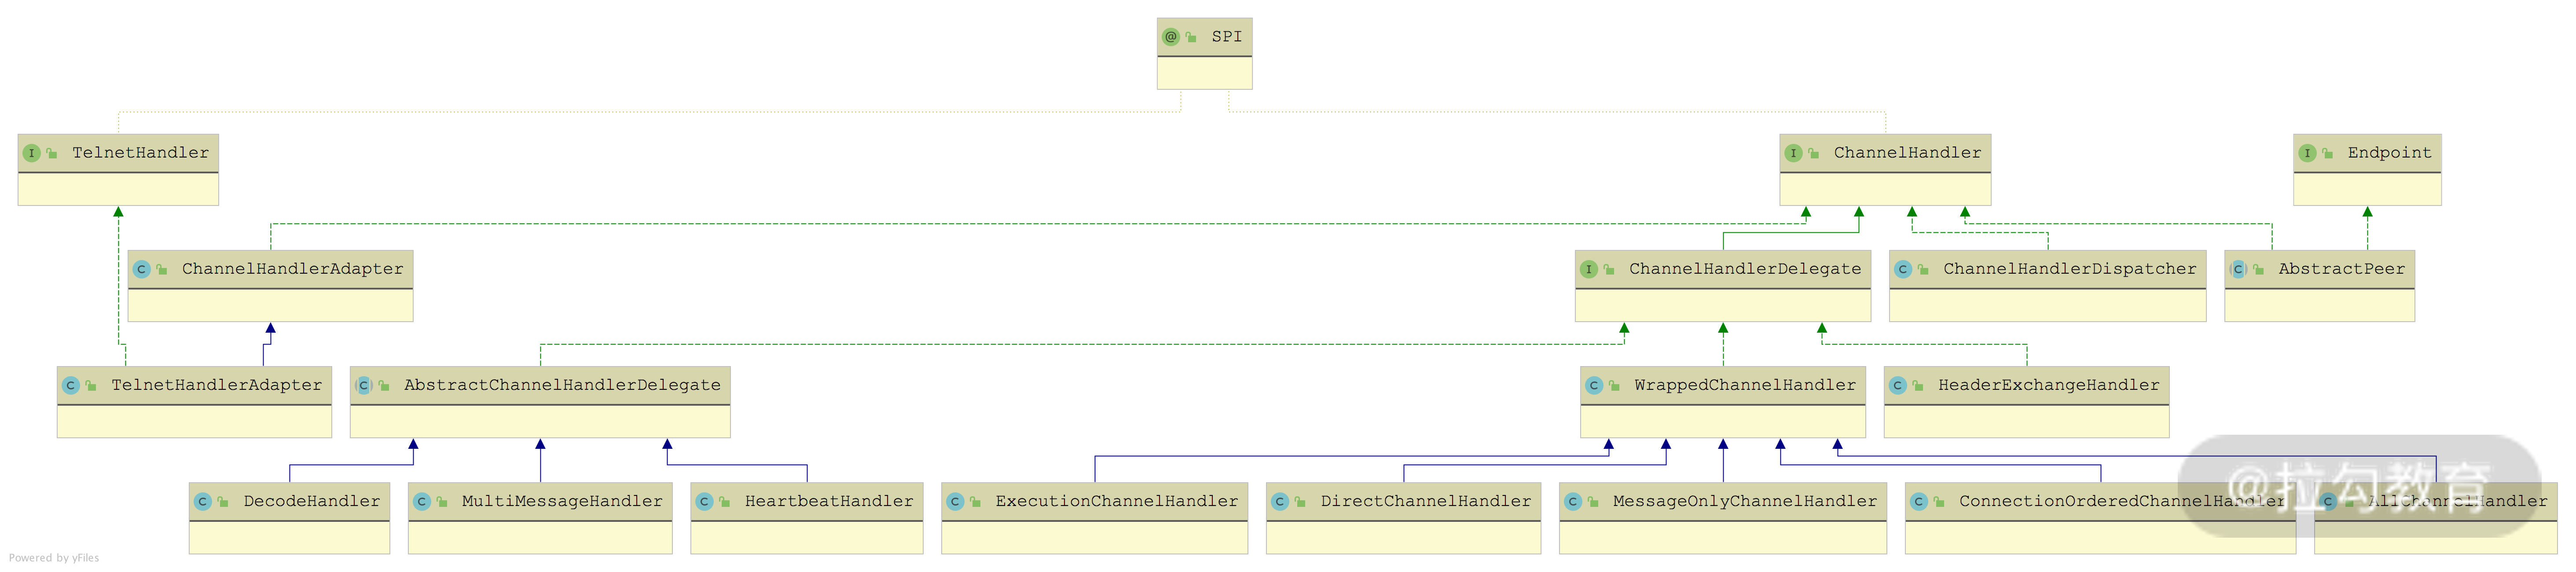 @ SPI
I TelnetHandler
I ChannelHandler
I Endpoint
C ChannelHandlerAdapter
I ChannelHandlerDelegate
C ChannelHandlerDispatcher
C AbstractPeer
C TelnetHandlerAdapter
C AbstractChannelHandlerDelegate
C WrappedChannelHandler
C HeaderExchangeHandler
C DecodeHandler
C MultiMessageHandler
C HeartbeatHandler
C ExecutionChannelHandler
C DirectChannelHandler
C MessageOnlyChannelHandler
C ConnectionOrderedChannelHandler
C AllChannelHandler
@拉勾教育
Powered by yFiles